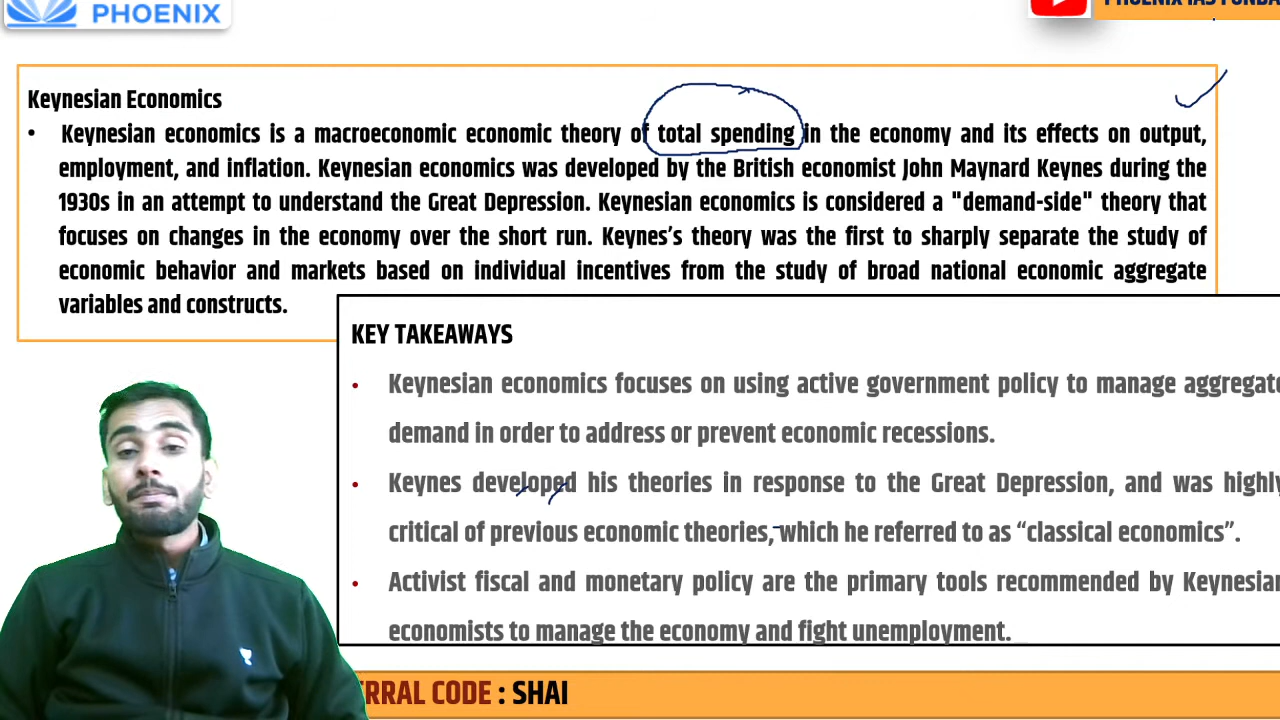 PHOENIX
Keynesian Economics
• Keynesian economics is a macroeconomic economic theory of total spending in the economy and its effects on output,
employment, and inflation. Keynesian economics was developed by the British economist John Maynard Keynes during the
1930s in an attempt to understand the Great Depression. Keynesian economics is considered a "demand-side" theory that
focuses on changes in the economy over the short run. Keynes’s theory was the first to sharply separate the study of
economic behavior and markets based on individual incentives from the study of broad national economic aggregate
variables and constructs.
KEY TAKEAWAYS
• Keynesian economics focuses on using active government policy to manage aggregate
demand in order to address or prevent economic recessions.
• Keynes developed his theories in response to the Great Depression, and was highly
critical of previous economic theories, which he referred to as “classical economics”.
• Activist fiscal and monetary policy are the primary tools recommended by Keynesian
economists to manage the economy and fight unemployment.
RRAL CODE : SHAI